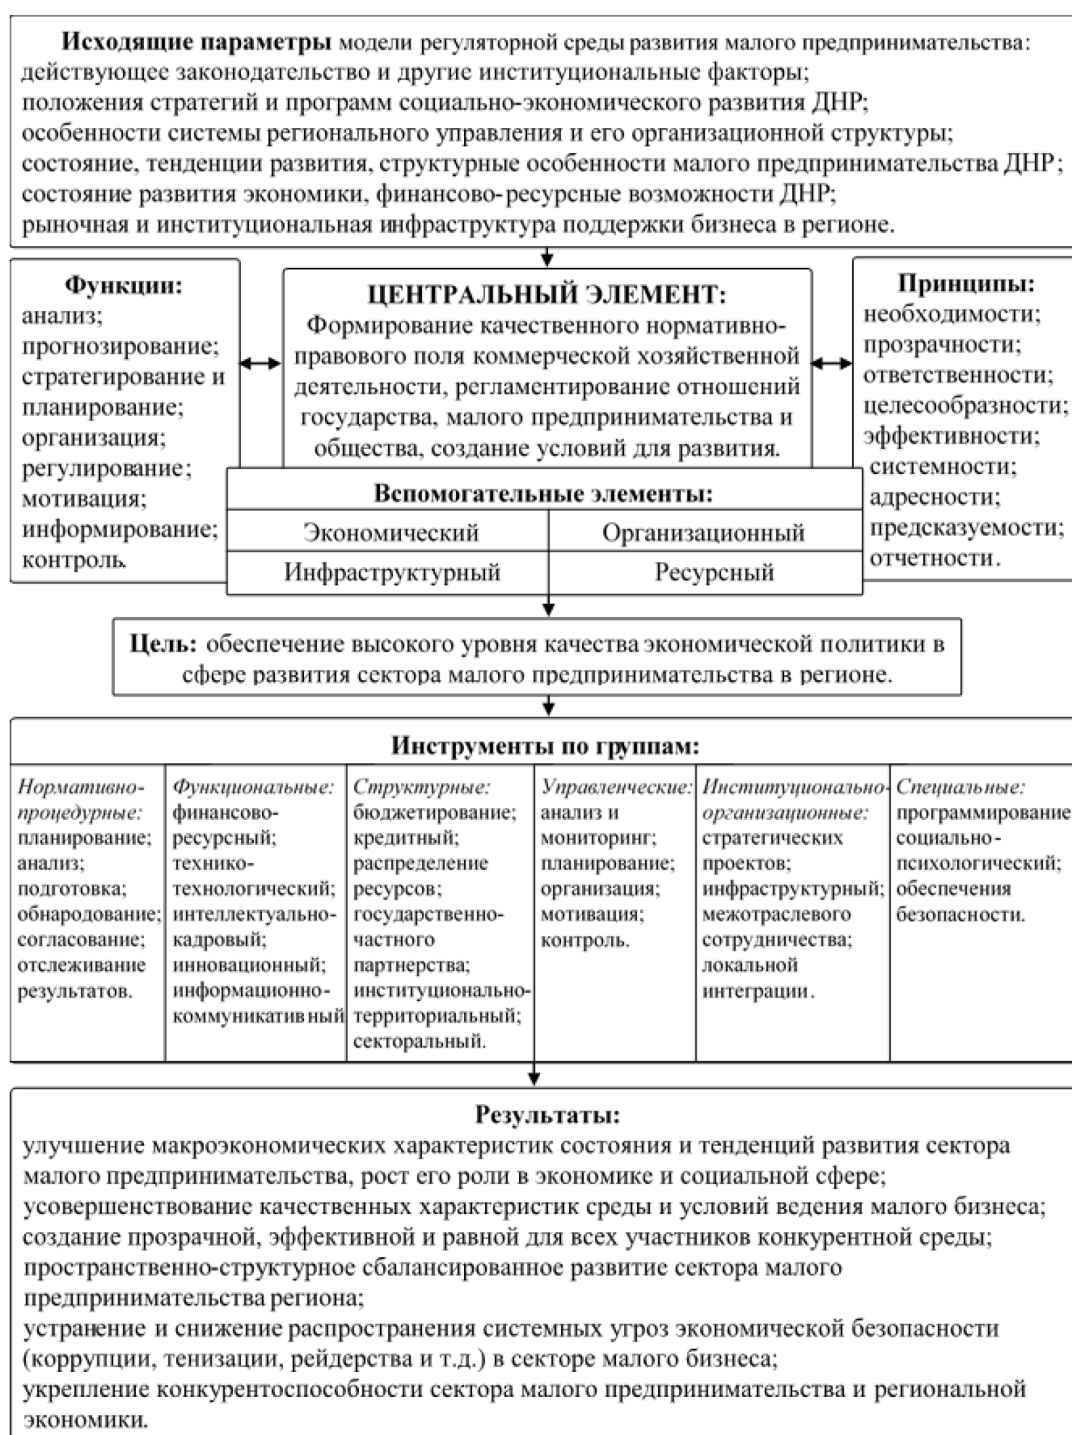 Исходящие параметры модели регуляторной среды развития малого предпринимательства:
действующее законодательство и другие институциональные факторы;
положения стратегий и программ социально-экономического развития ДНР;
особенности системы регионального управления и его организационной структуры;
состояние, тенденции развития, структурные особенности малого предпринимательства ДНР;
состояние развития экономики, финансово-ресурсные возможности ДНР;
рыночная и институциональная инфраструктура поддержки бизнеса в регионе.
Функции:
анализ;
прогнозирование;
стратегирование и
планирование;
организация;
регулирование;
мотивация;
информирование;
контроль.
ЦЕНТРАЛЬНЫЙ ЭЛЕМЕНТ:
Формирование качественного нормативно-
правового поля коммерческой хозяйственной
деятельности, регламентирование отношений
государства, малого предпринимательства и
общества, создание условий для развития.
Принципы:
необходимости;
прозрачности;
ответственности;
целесообразности;
эффективности;
системности;
адресности;
предсказуемости;
отчетности.
Вспомогательные элементы:
Экономический
Организационный
Инфраструктурный
Ресурсный
Цель: обеспечение высокого уровня качества экономической политики в
сфере развития сектора малого предпринимательства в регионе.
Инструменты по группам:
Нормативно-
процедурные:
планирование;
анализ;
подготовка;
обнародование;
согласование;
отслеживание
результатов.
Функциональные:
финансово-
ресурсный;
технико-
технологический;
интеллектуально-
кадровый;
инновационный;
информационно-
коммуникативный
Структурные:
бюджетирование;
кредитный;
распределение
ресурсов;
государственно-
частного
партнерства;
институционально-
территориальный;
секторальный.
Управленческие:
анализ и
мониторинг;
планирование;
организация;
мотивация;
контроль.
Институционально-
организационные:
стратегических
проектов;
инфраструктурный;
межотраслевого
сотрудничества;
локальной
интеграции.
Специальные:
программирование
социально-
психологический;
обеспечения
безопасности.
Результаты:
улучшение макроэкономических характеристик состояния и тенденций развития сектора
малого предпринимательства, рост его роли в экономике и социальной сфере;
усовершенствование качественных характеристик среды и условий ведения малого бизнеса;
создание прозрачной, эффективной и равной для всех участников конкурентной среды;
пространственно-структурное сбалансированное развитие сектора малого
предпринимательства региона;
устранение и снижение распространения системных угроз экономической безопасности
(коррупции, тенизации, рейдерства и т.д.) в секторе малого бизнеса;
укрепление конкурентоспособности сектора малого предпринимательства и региональной
экономики.